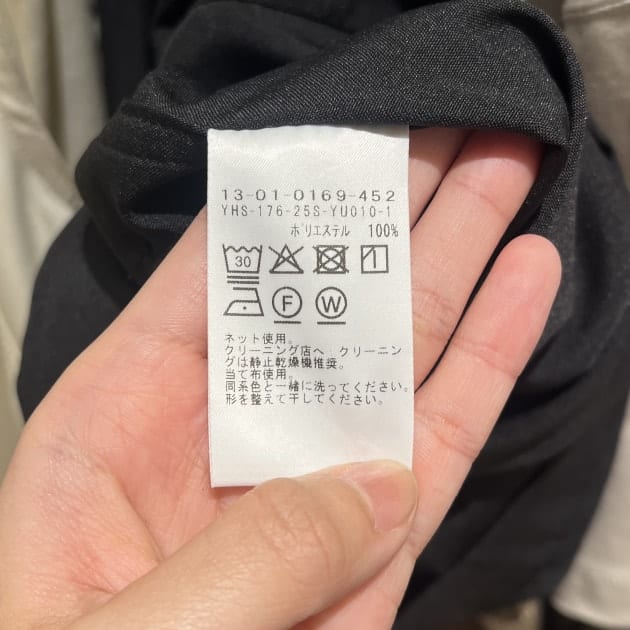 13-01-0169-452
YHS-176-25S-YU010-1
ポリエステル 100%
30
F W
ネット使用。
クリーニング店へ クリーニン
グは静止乾燥機推奨。
当て布使用。
同系色と一緒に洗ってください。
形を整えて干してください。